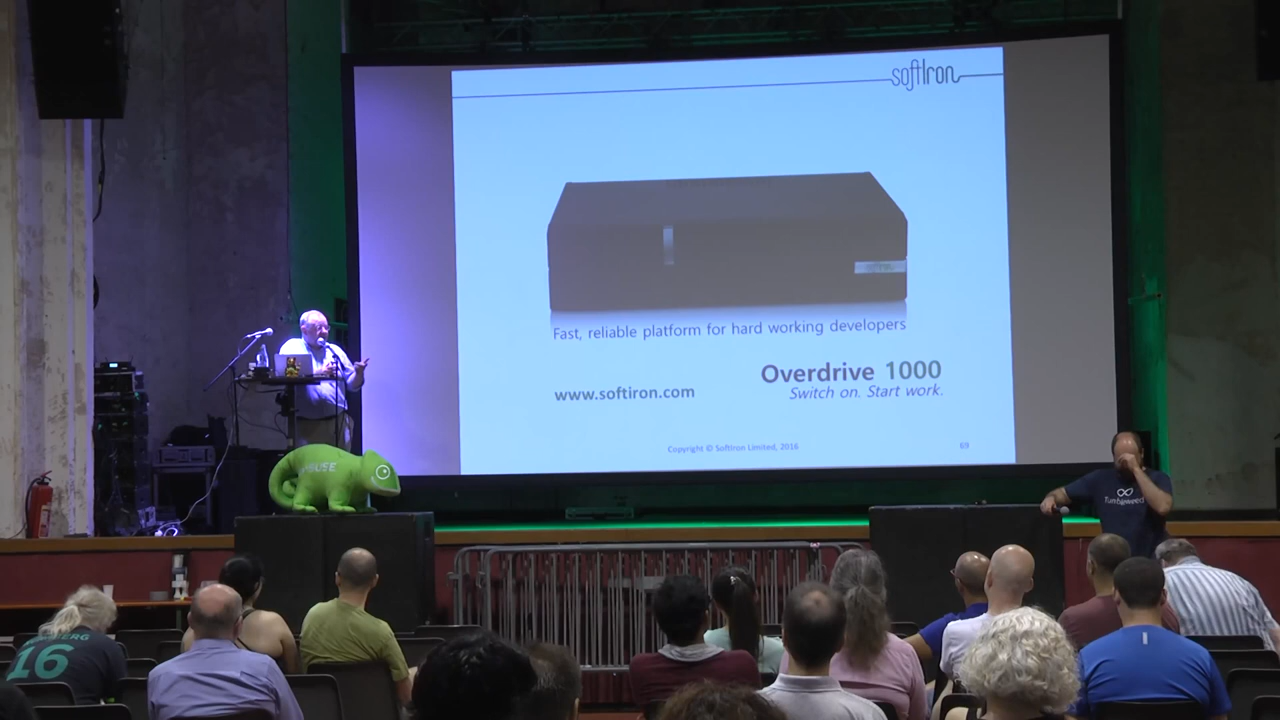 softIron
Fast, reliable platform for hard working developers
Overdrive 1000
www.softiron.com
Switch on. Start work.
Copyright © SoftIron Limited, 2016
69
Tumbleweed
16